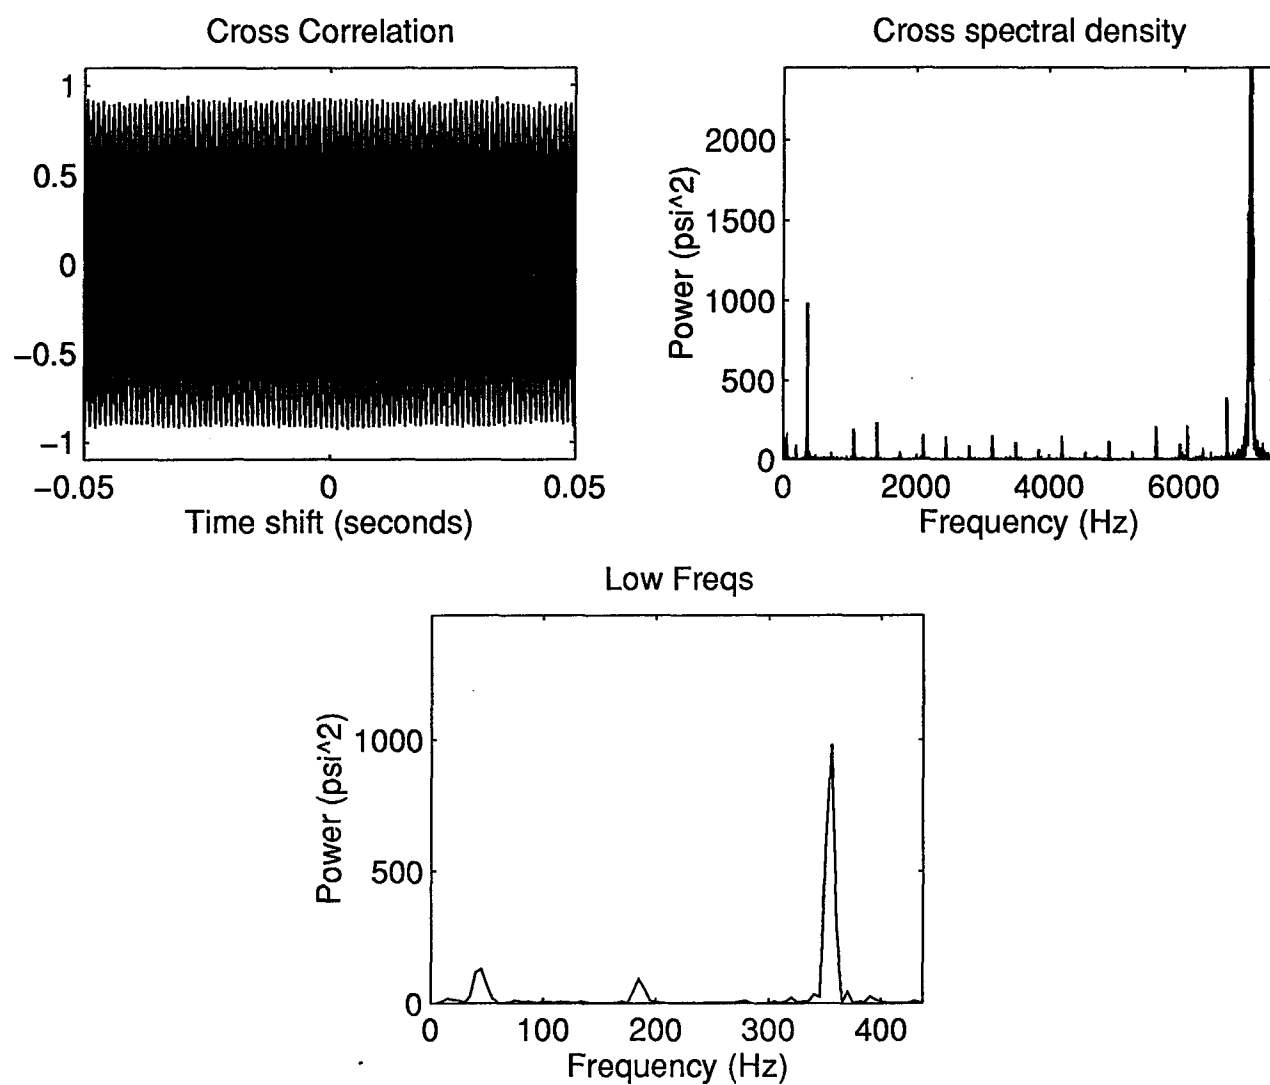 Cross Correlation
1
0.5
0
−0.5
−1
−0.05 0 0.05
Time shift (seconds)
Cross spectral density
Power (psi^2)
2000
1500
1000
500
0
0 2000 4000 6000
Frequency (Hz)
Low Freqs
Power (psi^2)
1000
500
0
0 100 200 300 400
Frequency (Hz)